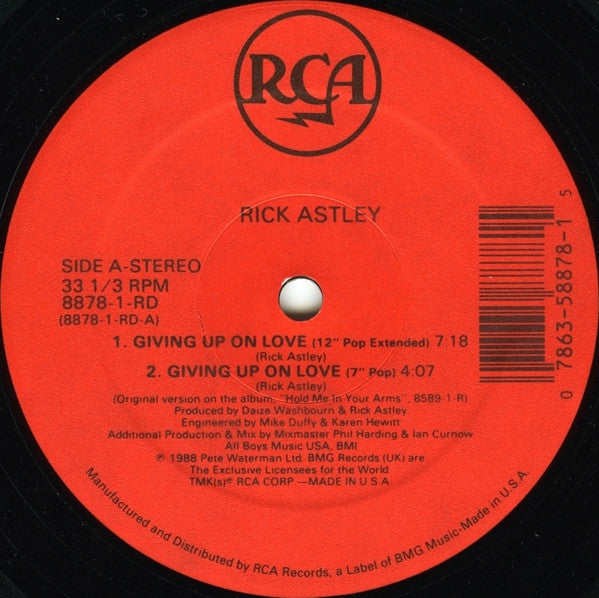 RCA
RICK ASTLEY
SIDE A-STEREO
33 1/3 RPM
8878-1-RD
(8878-1-RD-A)
1. GIVING UP ON LOVE (12" Pop Extended) 7:18
(Rick Astley)
2. GIVING UP ON LOVE (7" Pop) 4:07
(Rick Astley)
(Original version on the album, "Hold Me In Your Arms", 8589-1-R)
Produced by Daize Washbourn & Rick Astley
Engineered by Mike Duffy & Karen Hewitt
Additional Production & Mix by Mixmaster Phil Harding & Ian Curnow
All Boys Music USA, BMI
℗ 1988 Pete Waterman Ltd. BMG Records (UK) are
The Exclusive Licensees for the World
TMK(s)® RCA CORP —MADE IN U S A
Manufactured and Distributed by RCA Records, a Label of BMG Music-Made in U.S.A.
0 7863-58878-1 5